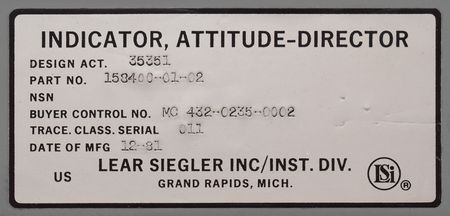 INDICATOR, ATTITUDE-DIRECTOR
DESIGN ACT. 35351
PART NO. 158400-01-02
NSN
BUYER CONTROL NO. MC 432-0235-0002
TRACE. CLASS. SERIAL 011
DATE OF MFG 12-81
LEAR SIEGLER INC/INST. DIV.
US
GRAND RAPIDS, MICH.
LSi ®